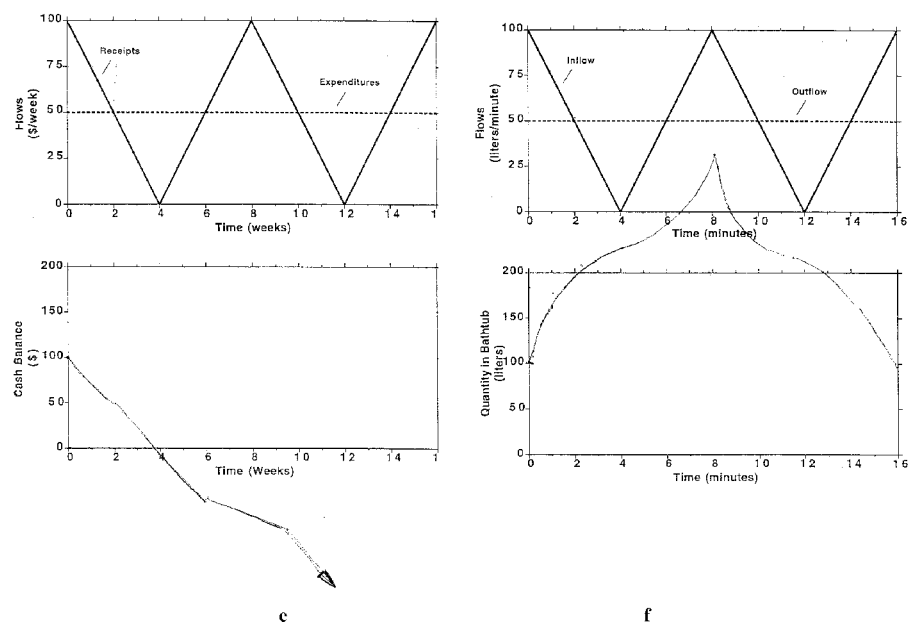 100
Receipts
75
Expenditures
50
25
0
Flows
($/week)
0 2 4 6 8 10 12 14 16
Time (weeks)
200
150
100
50
0
Cash Balance
($)
0 2 4 6 8 10 12 14 1
Time (Weeks)
e
100
Inflow
75
Outflow
50
25
0
Flows
(liters/minute)
0 2 4 6 8 10 12 14 16
Time (minutes)
200
150
100
50
0
Quantity in Bathtub
(liters)
0 2 4 6 8 10 12 14 16
Time (minutes)
f